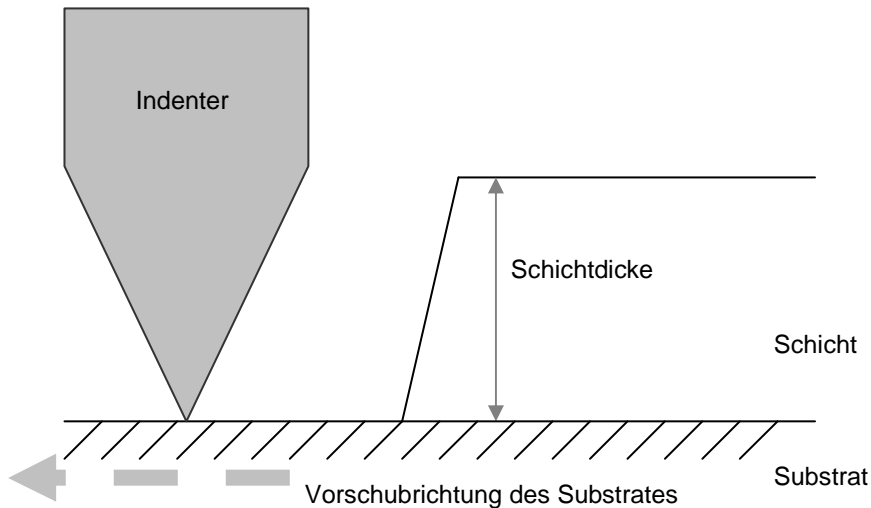 Indenter
Schichtdicke
Schicht
Substrat
Vorschubrichtung des Substrates